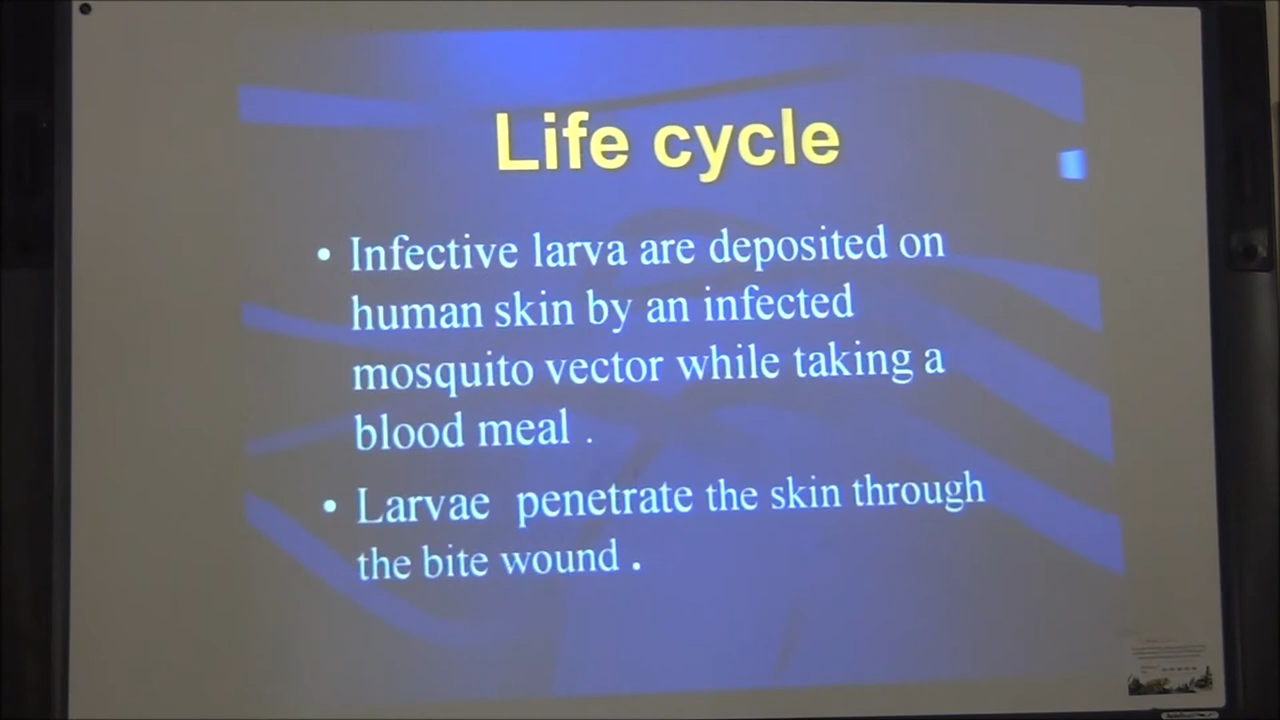 Life cycle
• Infective larva are deposited on
human skin by an infected
mosquito vector while taking a
blood meal .
• Larvae penetrate the skin through
the bite wound .